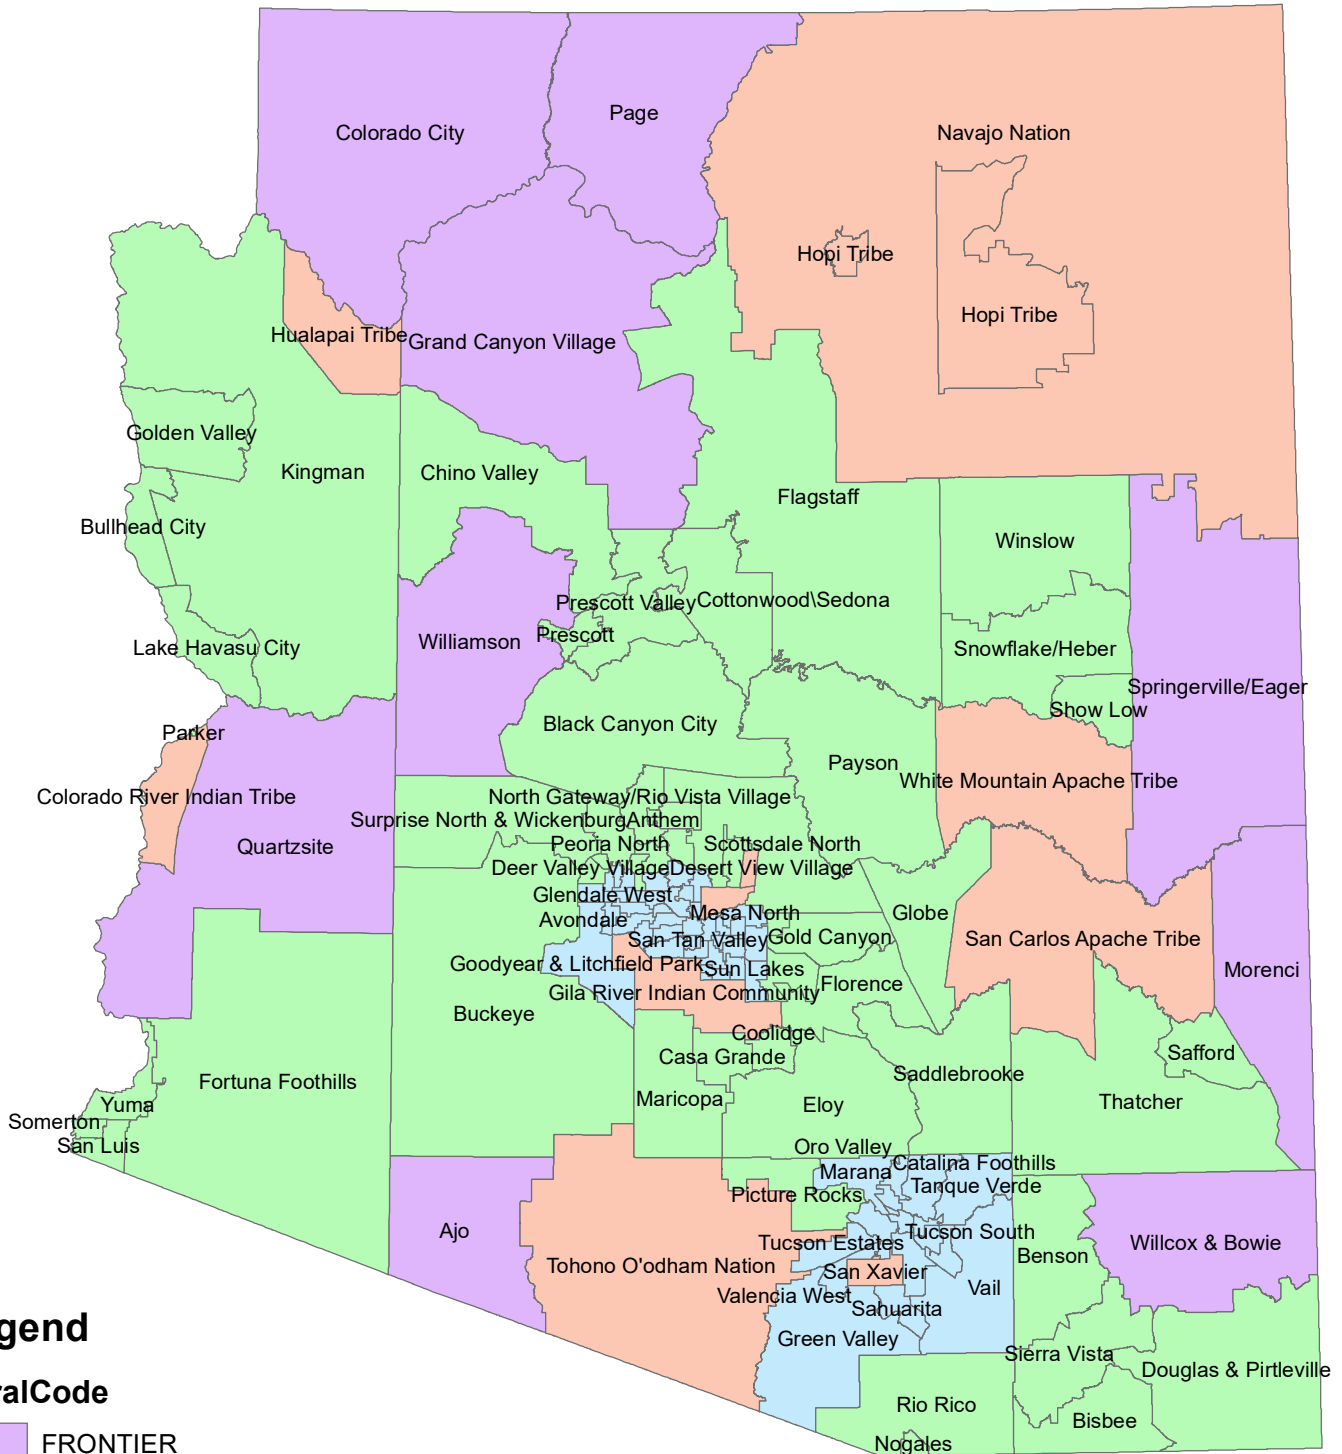 Page
Colorado City
Navajo Nation
Hopi Tribe
Hopi Tribe
Hualapai Tribe
Grand Canyon Village
Golden Valley
Kingman
Chino Valley
Flagstaff
Bullhead City
Winslow
Prescott Valley
Cottonwood\Sedona
Prescott
Williamson
Lake Havasu City
Snowflake/Heber
Springerville/Eager
Show Low
Black Canyon City
Parker
Payson
White Mountain Apache Tribe
Colorado River Indian Tribe
North Gateway/Rio Vista Village
Surprise North & Wickenburg
Anthem
Quartzsite
Peoria North
Scottsdale North
Deer Valley Village
Desert View Village
Glendale West
Avondale
Mesa North
Globe
San Tan Valley
Gold Canyon
San Carlos Apache Tribe
Goodyear & Litchfield Park
Sun Lakes
Morenci
Florence
Gila River Indian Community
Buckeye
Coolidge
Casa Grande
Safford
Fortuna Foothills
Saddlebrooke
Maricopa
Eloy
Thatcher
Yuma
Somerton
San Luis
Oro Valley
Catalina Foothills
Marana
Tanque Verde
Picture Rocks
Ajo
Tucson South
Tucson Estates
Willcox & Bowie
Benson
Tohono O'odham Nation
San Xavier
Vail
Valencia West
Sahuarita
Green Valley
Sierra Vista
Douglas & Pirtleville
Rio Rico
Bisbee
Nogales
gend
ralCode
FRONTIER